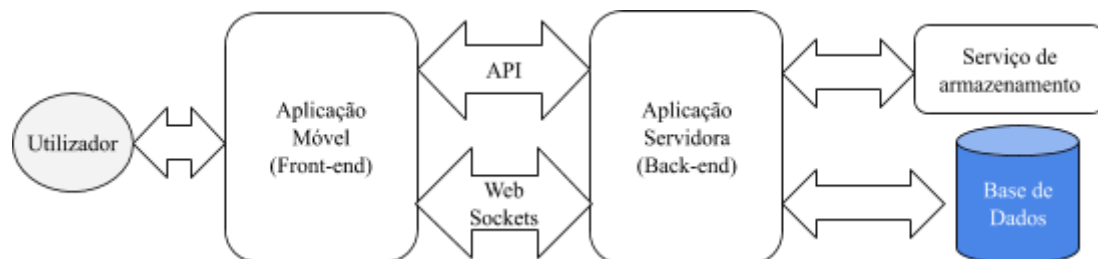 Utilizador
Aplicação
Móvel
(Front-end)
API
Web
Sockets
Aplicação
Servidora
(Back-end)
Serviço de
armazenamento
Base de
Dados